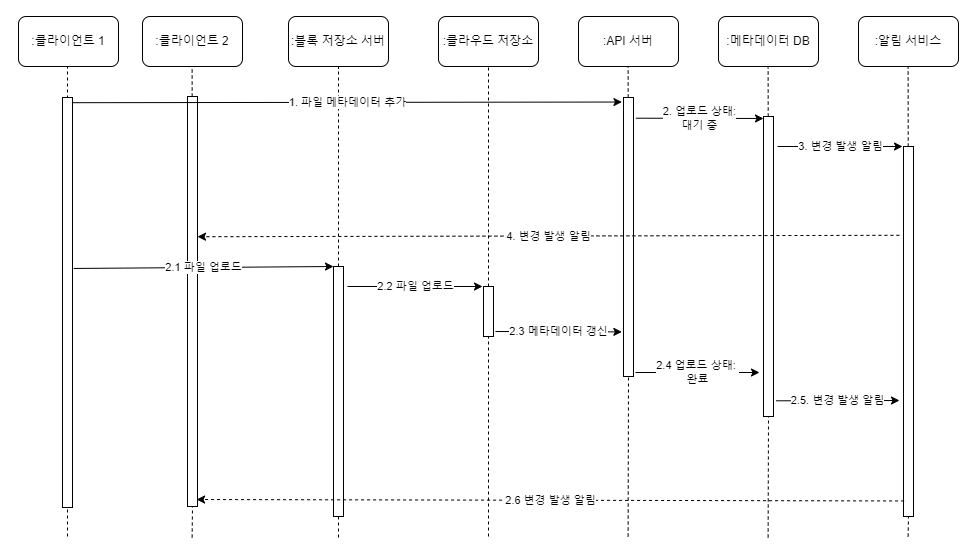 :클라이언트 1
:클라이언트 2
:블록 저장소 서버
:클라우드 저장소
:API 서버
:메타데이터 DB
:알림 서비스
1. 파일 메타데이터 추가
2. 업로드 상태:
대기 중
3. 변경 발생 알림
4. 변경 발생 알림
2.1 파일 업로드
2.2 파일 업로드
2.3 메타데이터 갱신
2.4 업로드 상태:
완료
2.5. 변경 발생 알림
2.6 변경 발생 알림